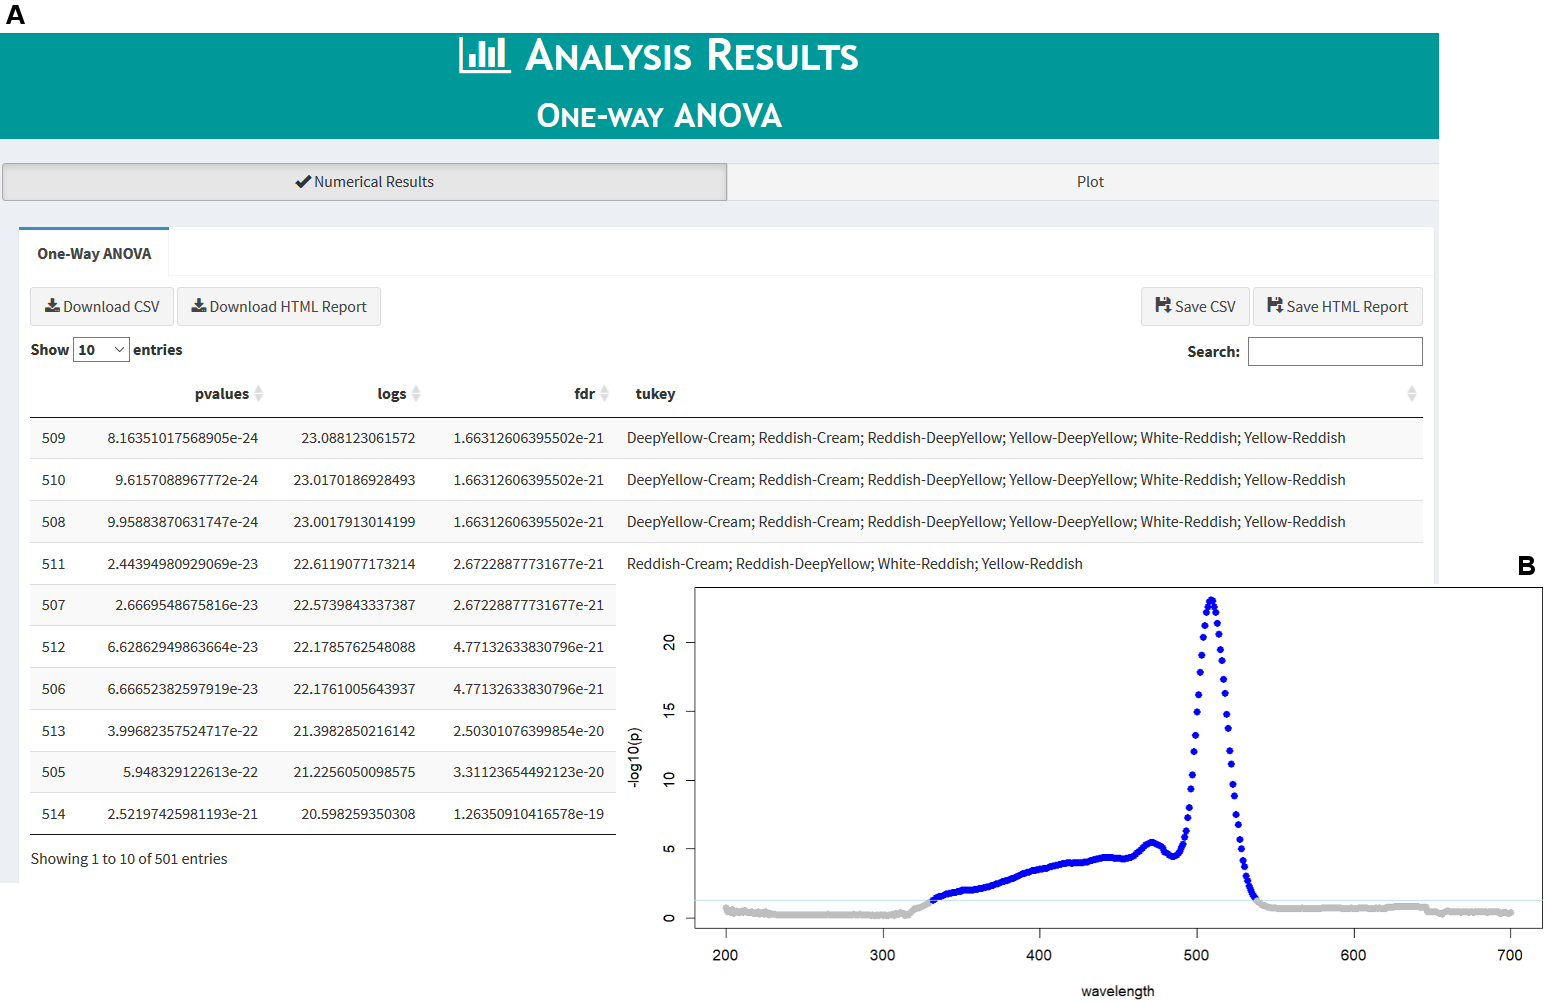 A
ANALYSIS RESULTS
ONE-WAY ANOVA
Numerical Results Plot
One-Way ANOVA
Download CSV Download HTML Report Save CSV Save HTML Report
Show 10 entries Search:
pvalues logs fdr tukey
509 8.16351017568905e-24 23.088123061572 1.66312606395502e-21 DeepYellow-Cream; Reddish-Cream; Reddish-DeepYellow; Yellow-DeepYellow; White-Reddish; Yellow-Reddish
510 9.6157088967772e-24 23.0170186928493 1.66312606395502e-21 DeepYellow-Cream; Reddish-Cream; Reddish-DeepYellow; Yellow-DeepYellow; White-Reddish; Yellow-Reddish
508 9.95883870631747e-24 23.0017913014199 1.66312606395502e-21 DeepYellow-Cream; Reddish-Cream; Reddish-DeepYellow; Yellow-DeepYellow; White-Reddish; Yellow-Reddish
511 2.44394980929069e-23 22.6119077173214 2.67228877731677e-21 Reddish-Cream; Reddish-DeepYellow; White-Reddish; Yellow-Reddish
507 2.6669548675816e-23 22.5739843337387 2.67228877731677e-21
512 6.62862949863664e-23 22.1785762548088 4.77132633830796e-21
506 6.66652382597919e-23 22.1761005643937 4.77132633830796e-21
513 3.99682357524717e-22 21.3982850216142 2.50301076399854e-20
505 5.948329122613e-22 21.2256050098575 3.31123654492123e-20
514 2.52197425981193e-21 20.598259350308 1.26350910416578e-19
Showing 1 to 10 of 501 entries
B
20
15
10
5
0
-log10(p)
200 300 400 500 600 700
wavelength